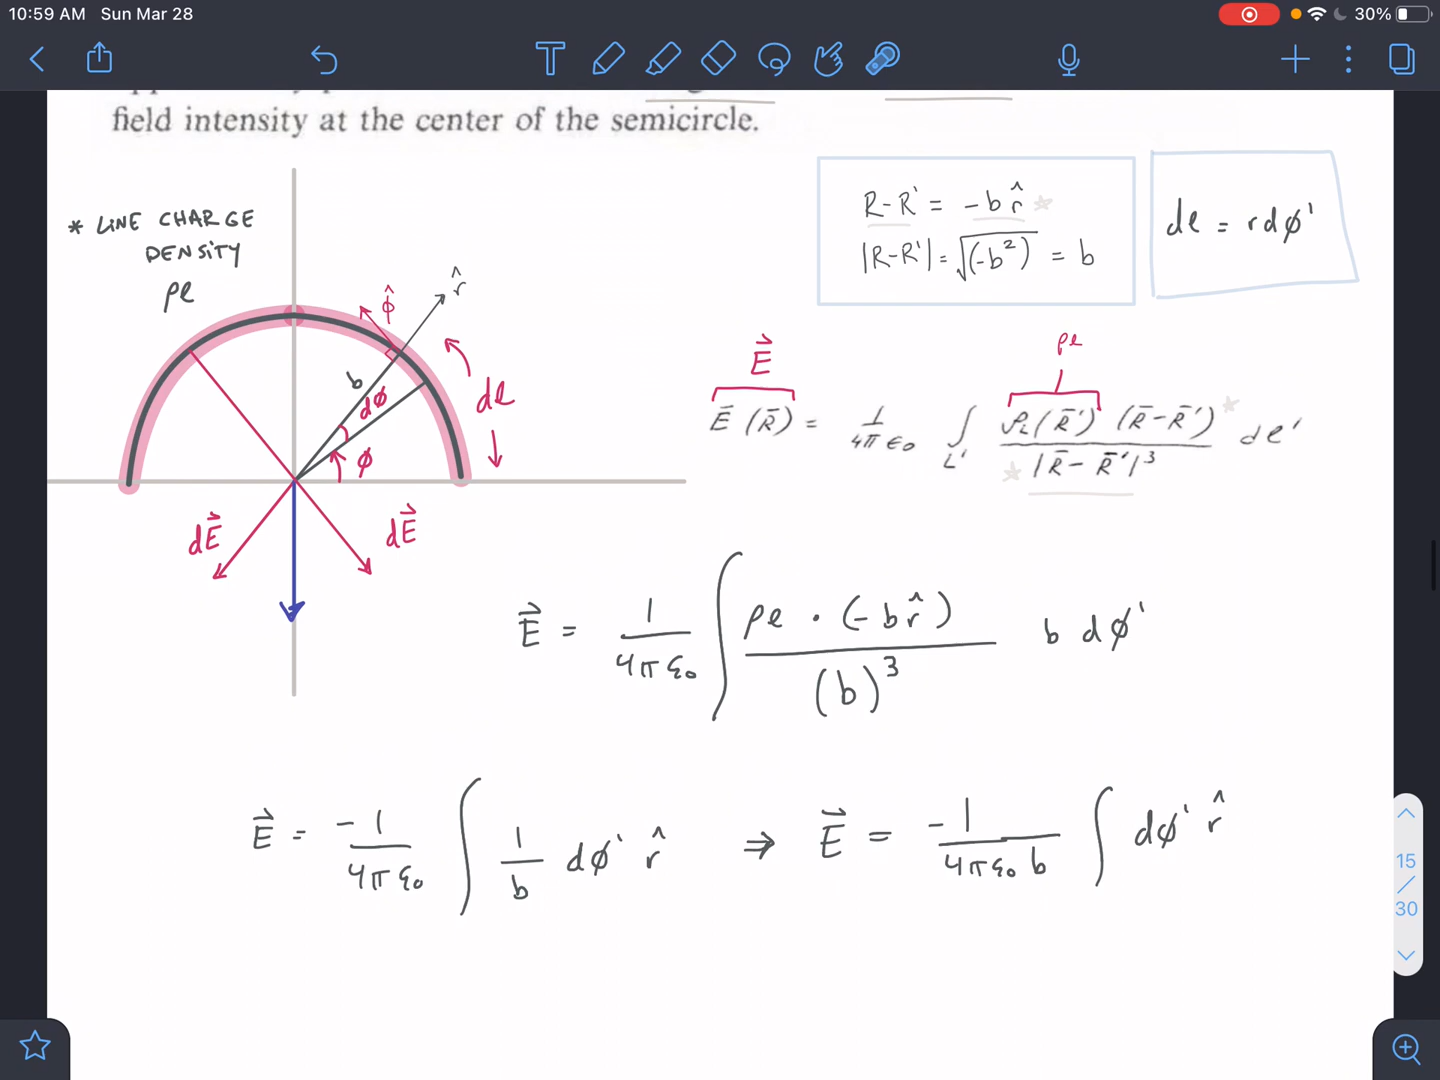 10:59 AM Sun Mar 28
30%
T
field intensity at the center of the semicircle.
* LINE CHARGE
DENSITY
ρℓ
R-R' = -b r̂
|R-R'| = √(-b²) = b
dℓ = r dϕ'
r̂
ϕ̂
b
dϕ
dℓ
ϕ
dE⃗
dE⃗
E⃗
ρℓ
E̅ (R̅) = 1/4πϵ₀ ∫L' ρL(R̅') (R̅-R̅') / |R̅-R̅'|³ dℓ'
E⃗ = 1/4πε₀ ∫ ρℓ · (-b r̂) / (b)³ b dϕ'
E⃗ = -1/4πε₀ ∫ 1/b dϕ' r̂ ⇒ E⃗ = -1/4πε₀ b ∫ dϕ' r̂
15
/
30